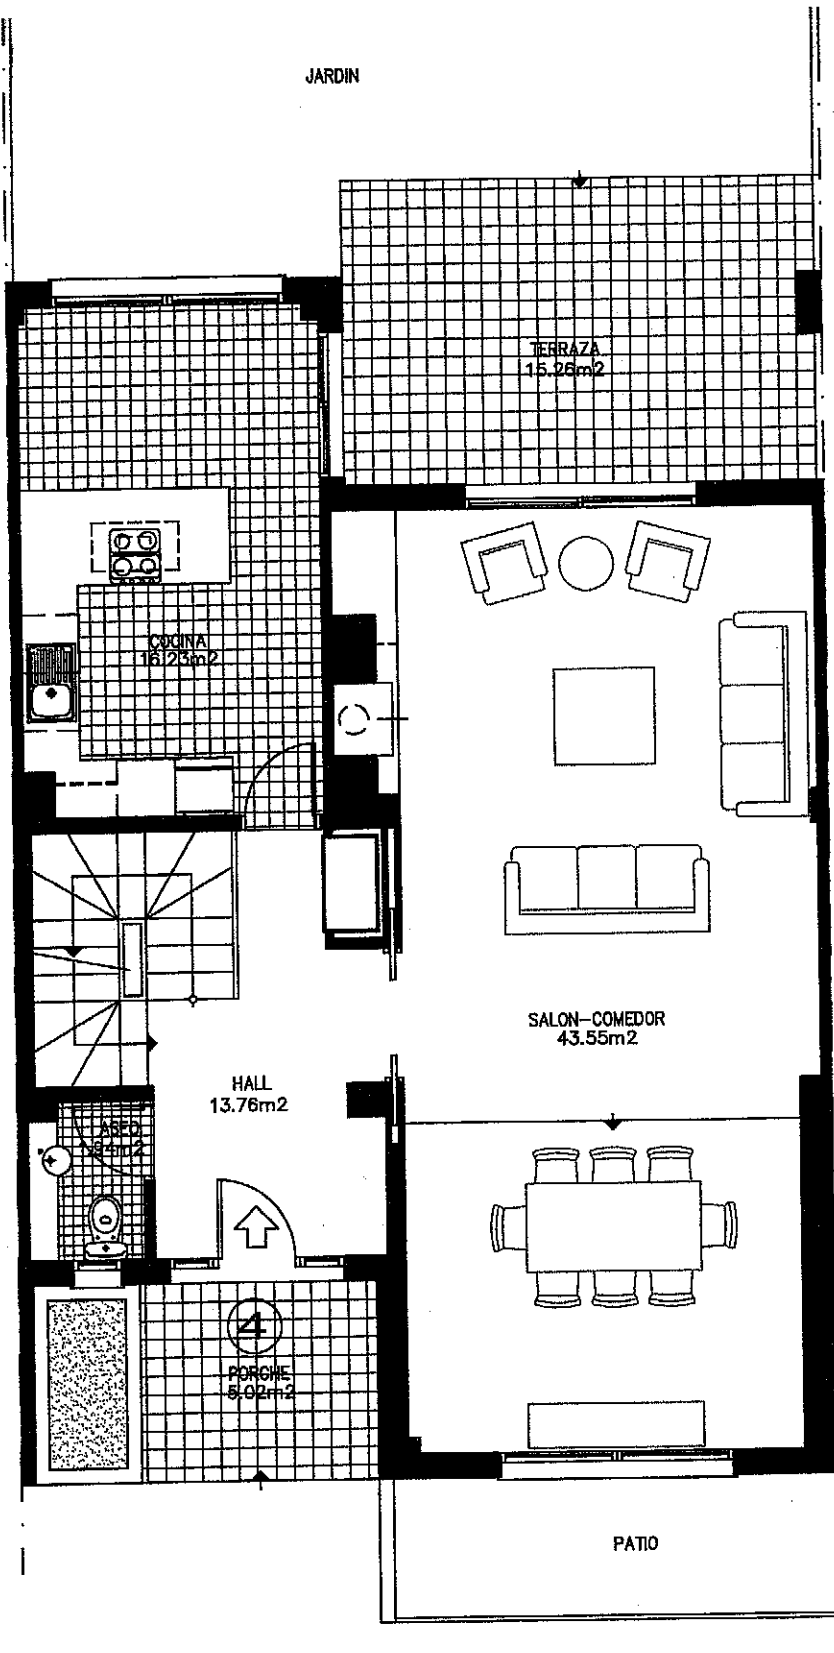 JARDIN
TERRAZA
15.26m2
COCINA
16.23m2
SALON-COMEDOR
43.55m2
HALL
13.76m2
ASEO
4
PORCHE
5.02m2
PATIO